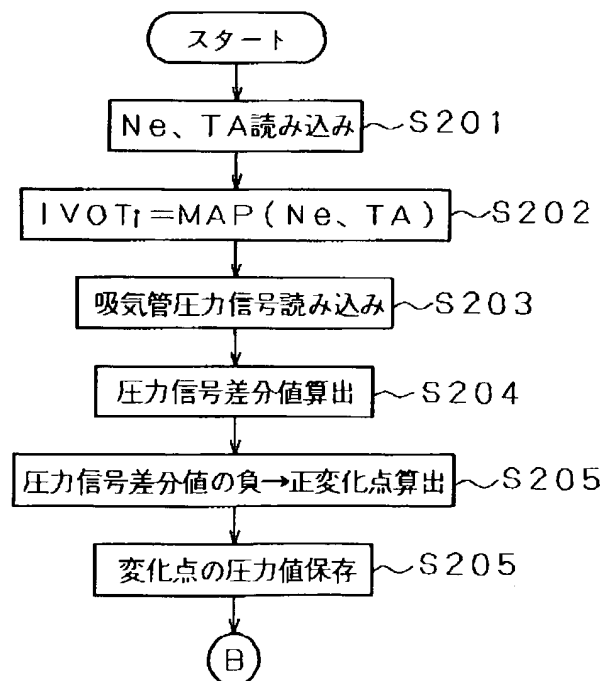 スタート
Ne、TA読み込み S201
IVOTi=MAP(Ne、TA) S202
吸気管圧力信号読み込み S203
圧力信号差分値算出 S204
圧力信号差分値の負→正変化点算出 S205
変化点の圧力値保存 S205
B